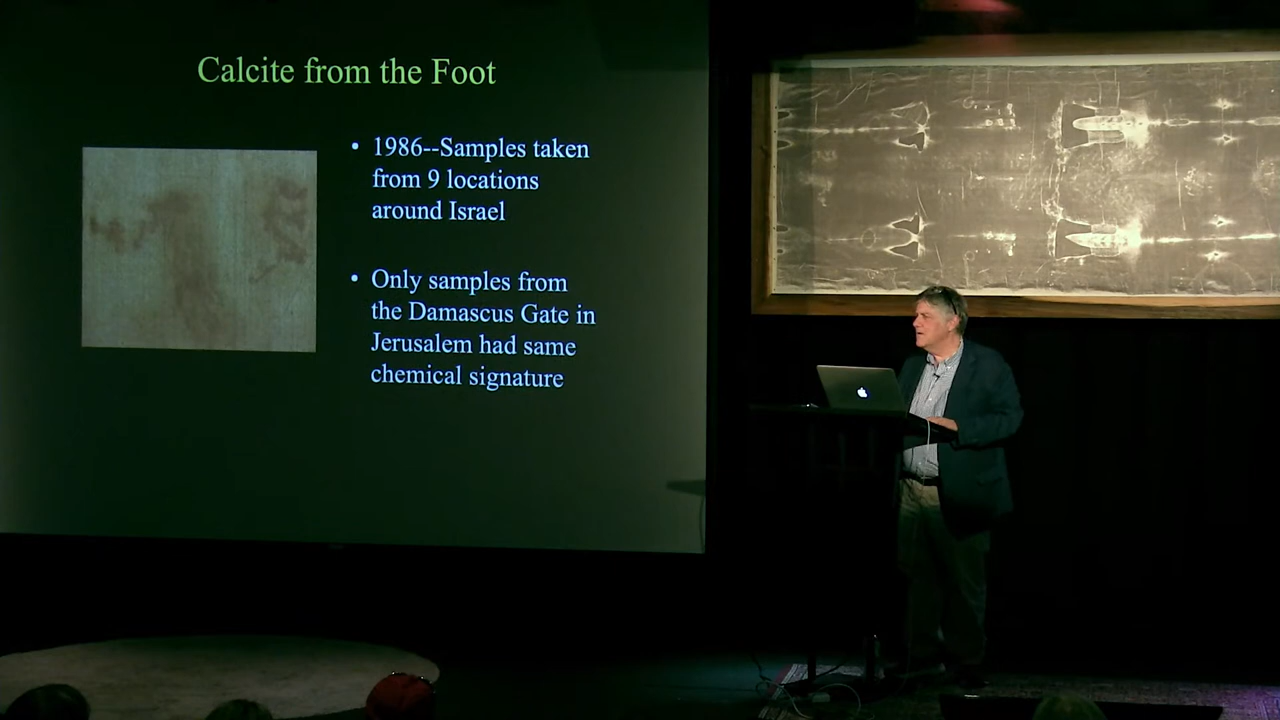 Calcite from the Foot
• 1986--Samples taken
from 9 locations
around Israel
• Only samples from
the Damascus Gate in
Jerusalem had same
chemical signature